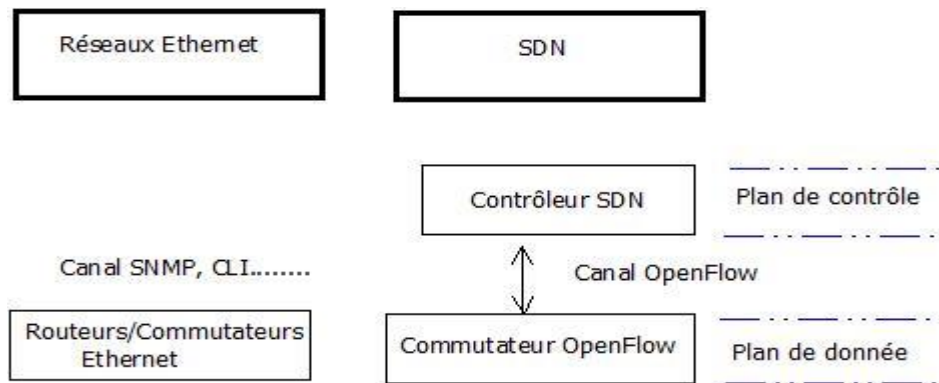 Réseaux Ethernet
SDN
Contrôleur SDN
Plan de contrôle
Canal SNMP, CLI........
Canal OpenFlow
Routeurs/Commutateurs
Ethernet
Commutateur OpenFlow
Plan de donnée